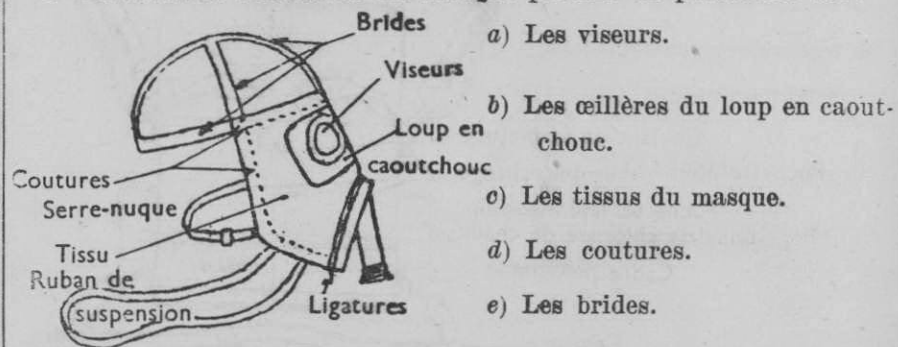 Brides
Viseurs
Loup en
caoutchouc
Coutures
Serre-nuque
Tissu
Ruban de
suspension
Ligatures
a) Les viseurs.
b) Les œillères du loup en caout-
chouc.
c) Les tissus du masque.
d) Les coutures.
e) Les brides.